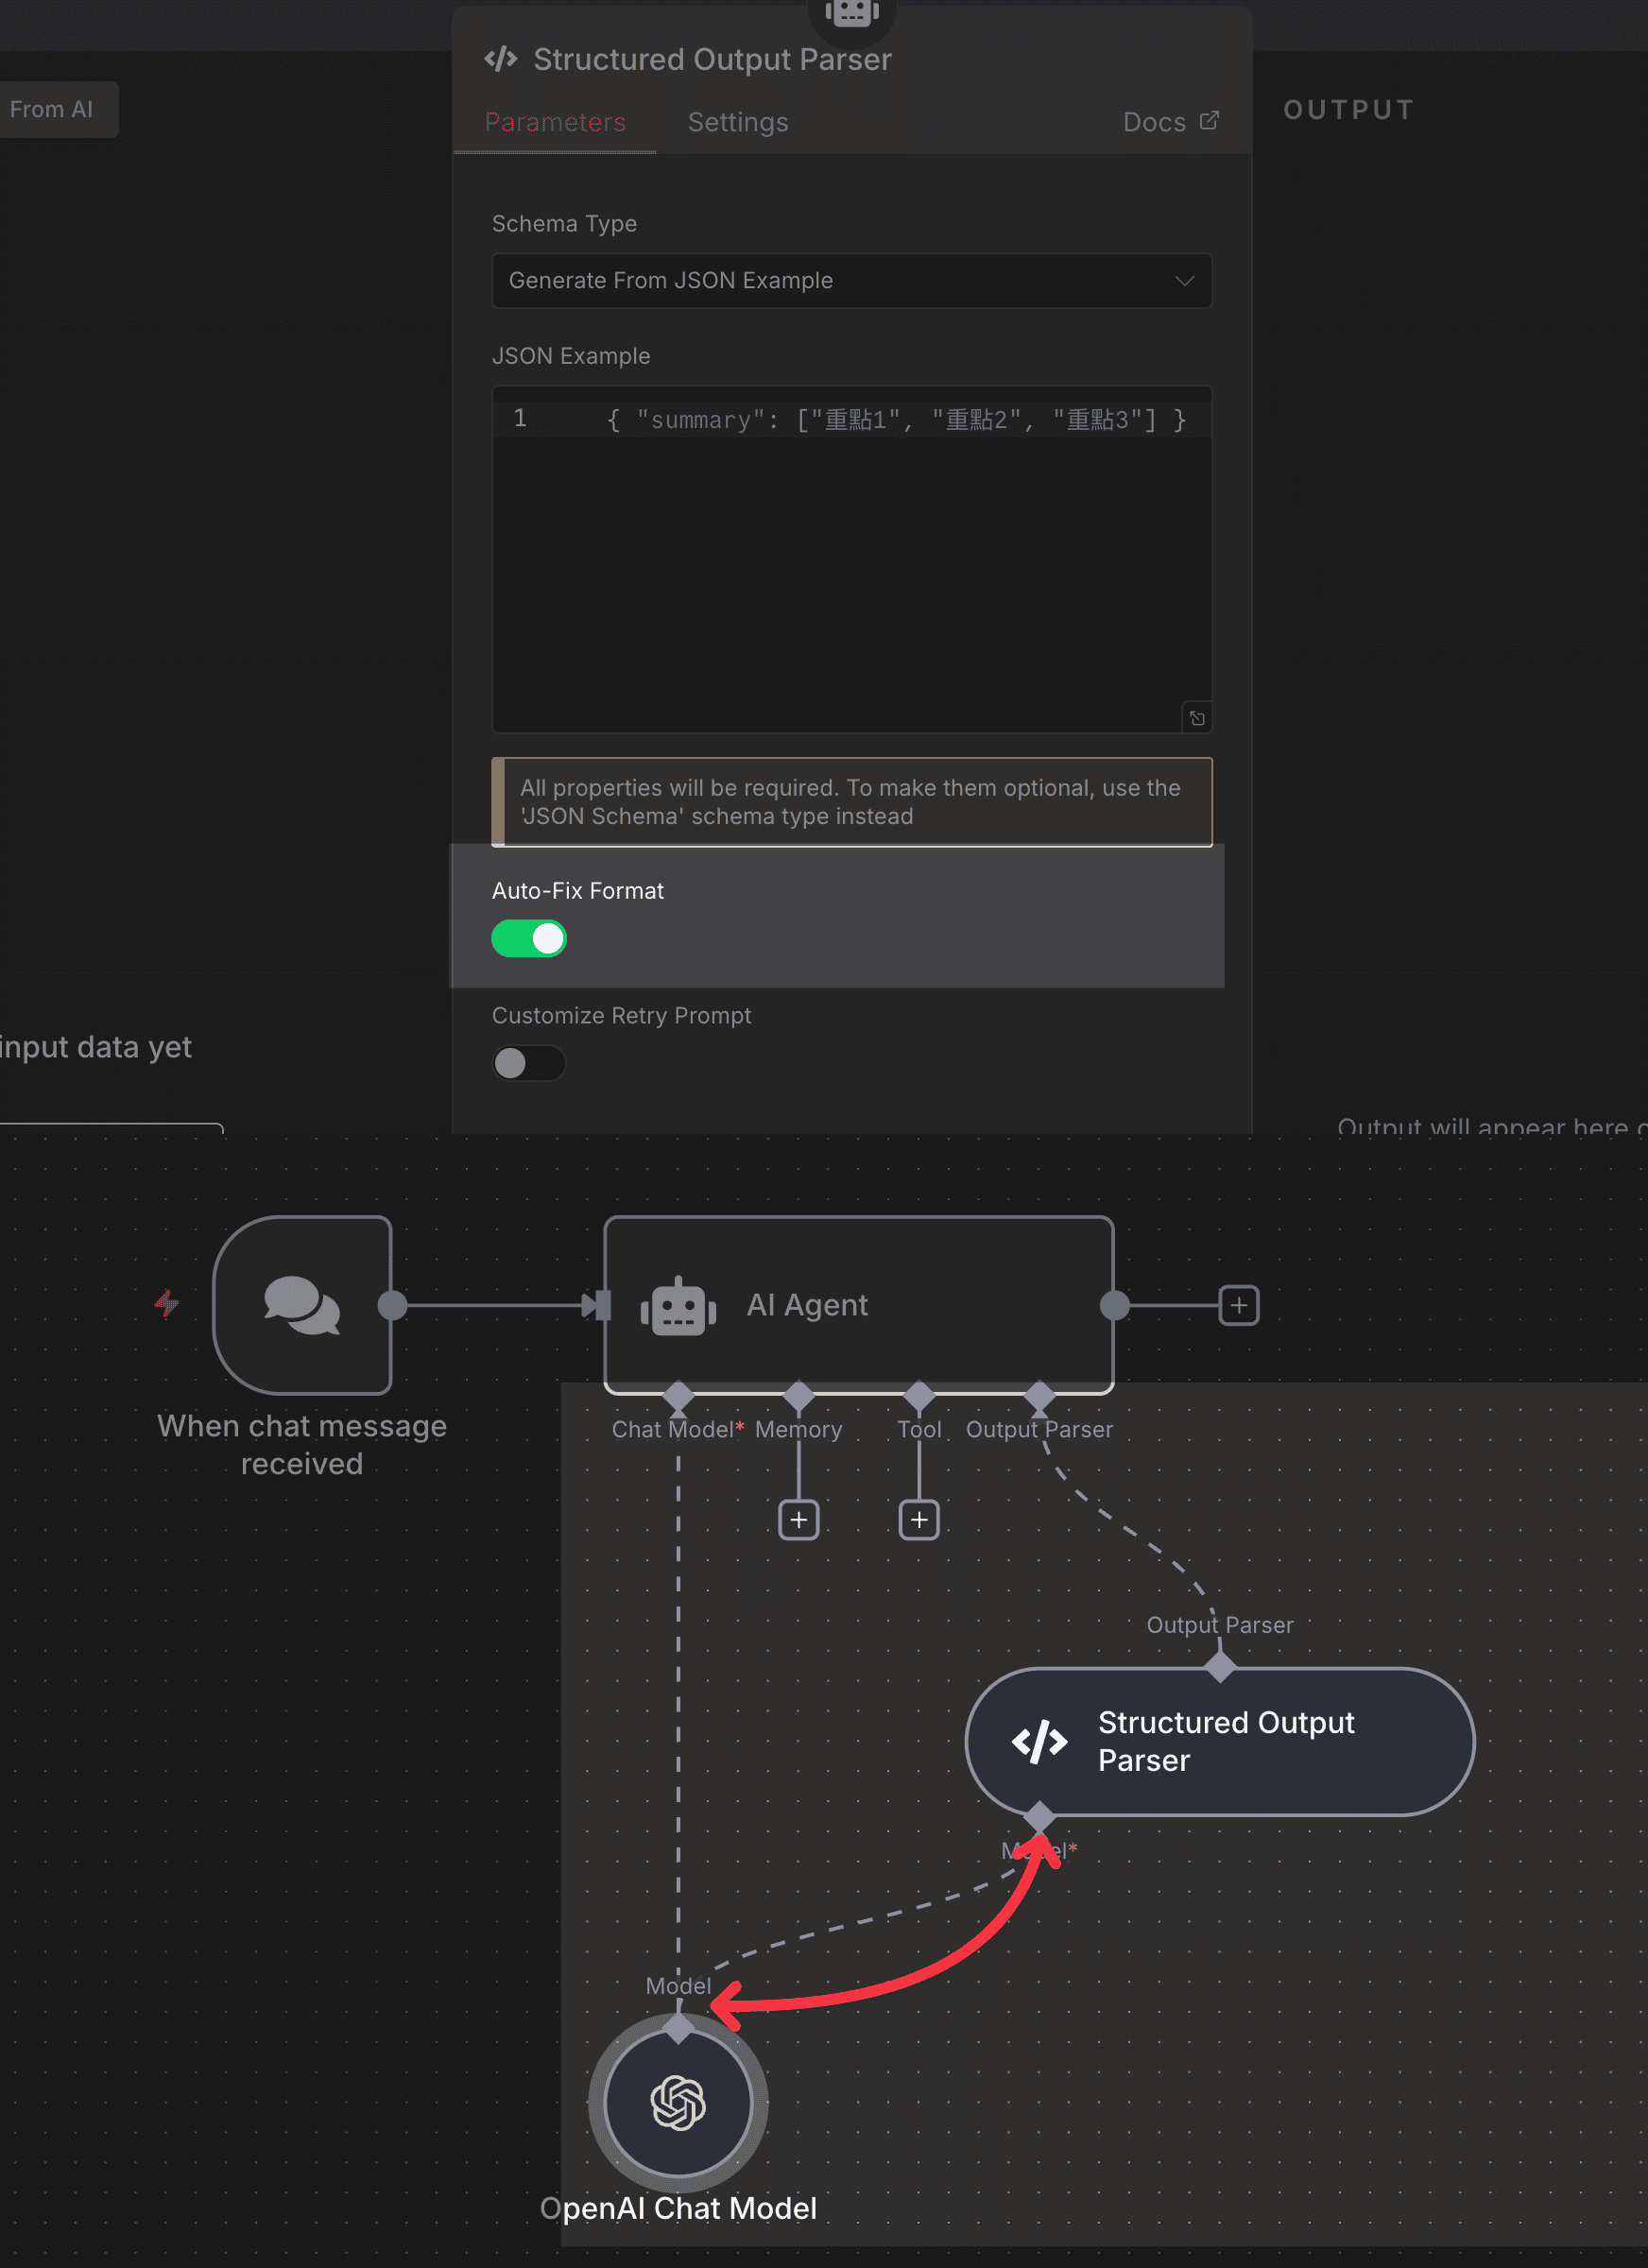 Structured Output Parser
From AI
Parameters
Settings
Docs
OUTPUT
Schema Type
Generate From JSON Example
JSON Example
1 { "summary": ["重點1", "重點2", "重點3"] }
All properties will be required. To make them optional, use the
'JSON Schema' schema type instead
Auto-Fix Format
Customize Retry Prompt
input data yet
Output will appear here
AI Agent
When chat message
received
Chat Model*
Memory
Tool
Output Parser
Output Parser
Structured Output
Parser
Model*
Model
OpenAI Chat Model